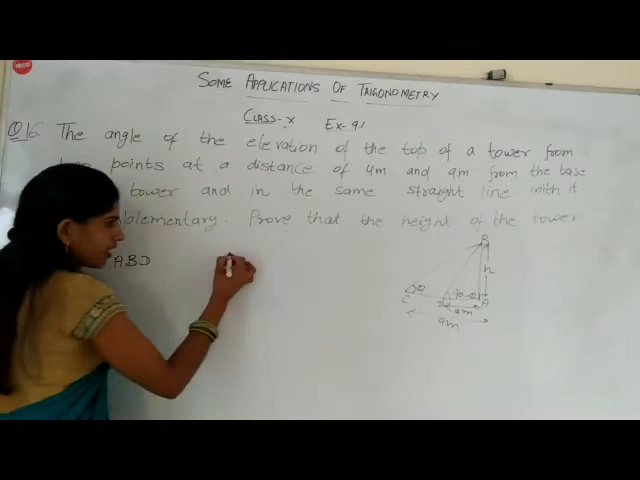 SOME APPLICATIONS OF TRIGONOMETRY
CLASS-X Ex-9.1
Q16 The angle of the elevation of the top of a tower from
points at a distance of 4m and 9m from the base
tower and in the same straight line with it
Prove that the height of the tower
ABD
B
h
θ
90-θ
C
A
4m
9m